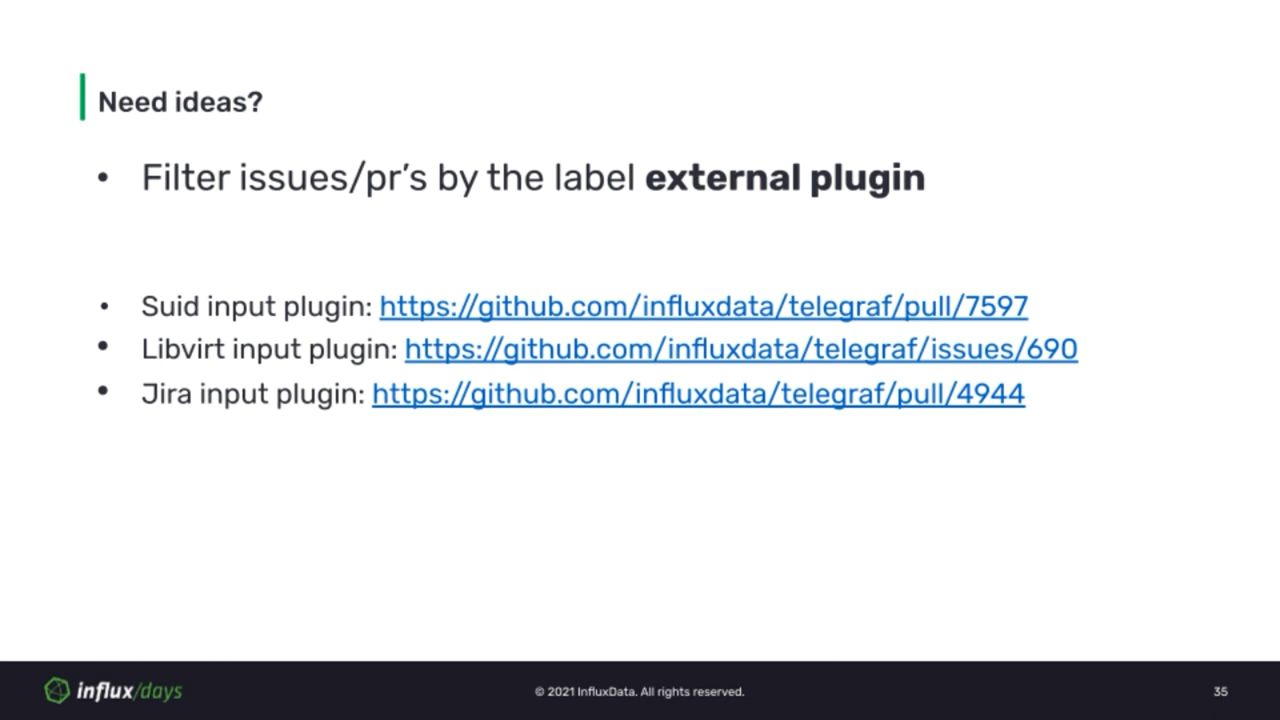 Need ideas?
• Filter issues/pr’s by the label external plugin
• Suid input plugin: https://github.com/influxdata/telegraf/pull/7597
• Libvirt input plugin: https://github.com/influxdata/telegraf/issues/690
• Jira input plugin: https://github.com/influxdata/telegraf/pull/4944
influx/days
© 2021 InfluxData. All rights reserved.
35